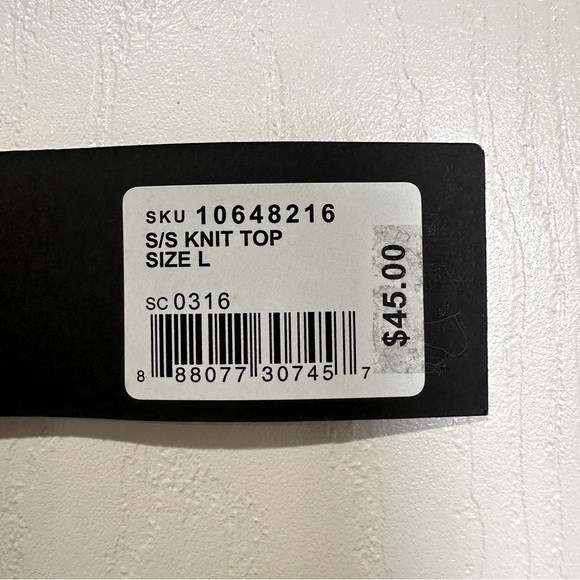 SKU 10648216
S/S KNIT TOP
SIZE L
SC 0316
8 88077 30745 7
$45.00